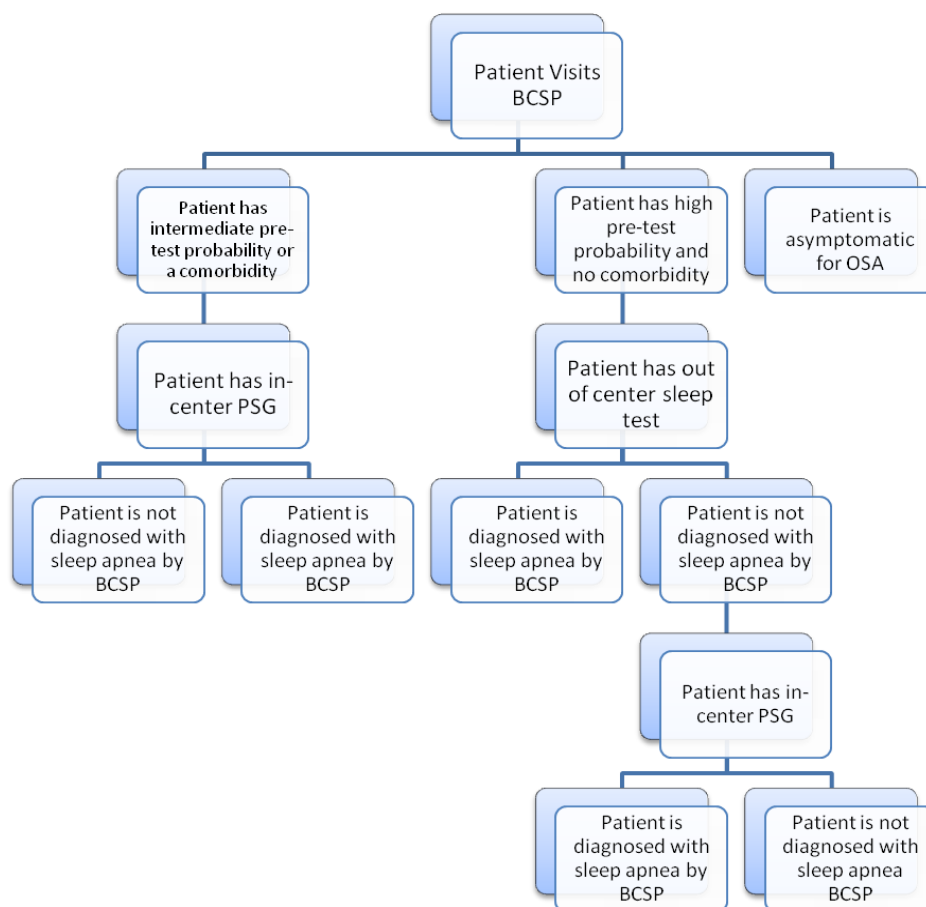 Patient Visits
BCSP
Patient has
intermediate pre-
test probability or
a comorbidity
Patient has high
pre-test
probability and
no comorbidity
Patient is
asymptomatic
for OSA
Patient has in-
center PSG
Patient has out
of center sleep
test
Patient is not
diagnosed with
sleep apnea by
BCSP
Patient is
diagnosed with
sleep apnea by
BCSP
Patient is
diagnosed with
sleep apnea by
BCSP
Patient is not
diagnosed with
sleep apnea by
BCSP
Patient has in-
center PSG
Patient is
diagnosed with
sleep apnea by
BCSP
Patient is not
diagnosed with
sleep apnea
BCSP